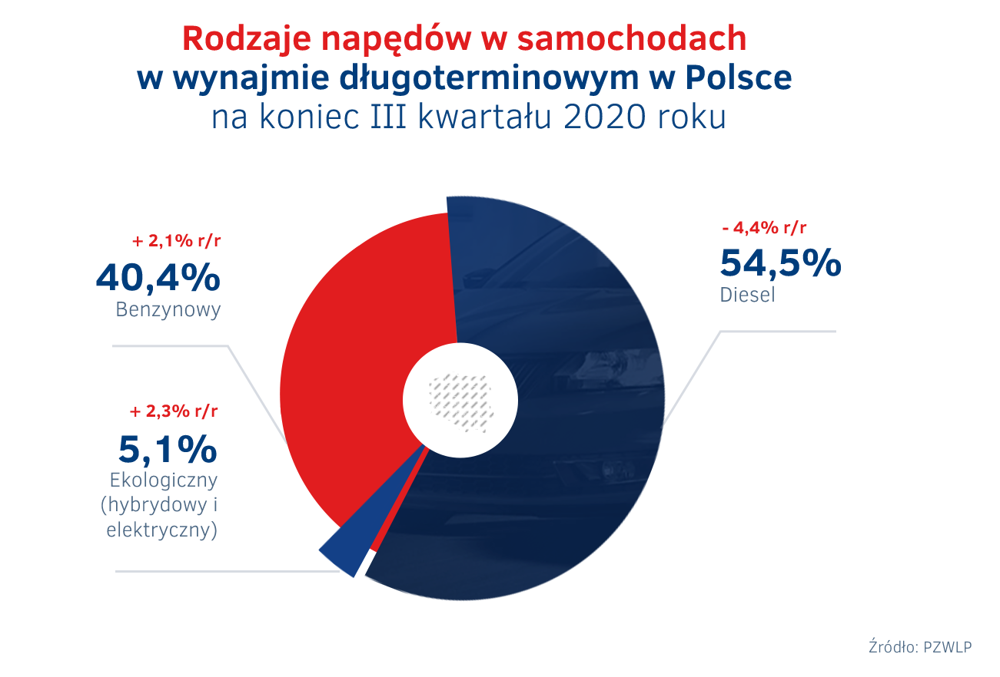 Rodzaje napędów w samochodach
w wynajmie długoterminowym w Polsce
na koniec III kwartału 2020 roku
+ 2,1% r/r
40,4%
Benzynowy
+ 2,3% r/r
5,1%
Ekologiczny
(hybrydowy i
elektryczny)
- 4,4% r/r
54,5%
Diesel
Źródło: PZWLP